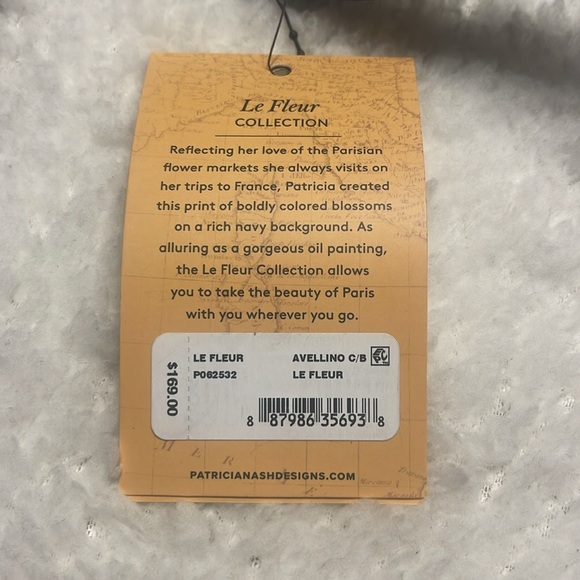 Le Fleur
COLLECTION
Reflecting her love of the Parisian
flower markets she always visits on
her trips to France, Patricia created
this print of boldly colored blossoms
on a rich navy background. As
alluring as a gorgeous oil painting,
the Le Fleur Collection allows
you to take the beauty of Paris
with you wherever you go.
$169.00
LE FLEUR AVELLINO C/B
P062532 LE FLEUR
8 87986 35693 8
PATRICIANASHDESIGNS.COM